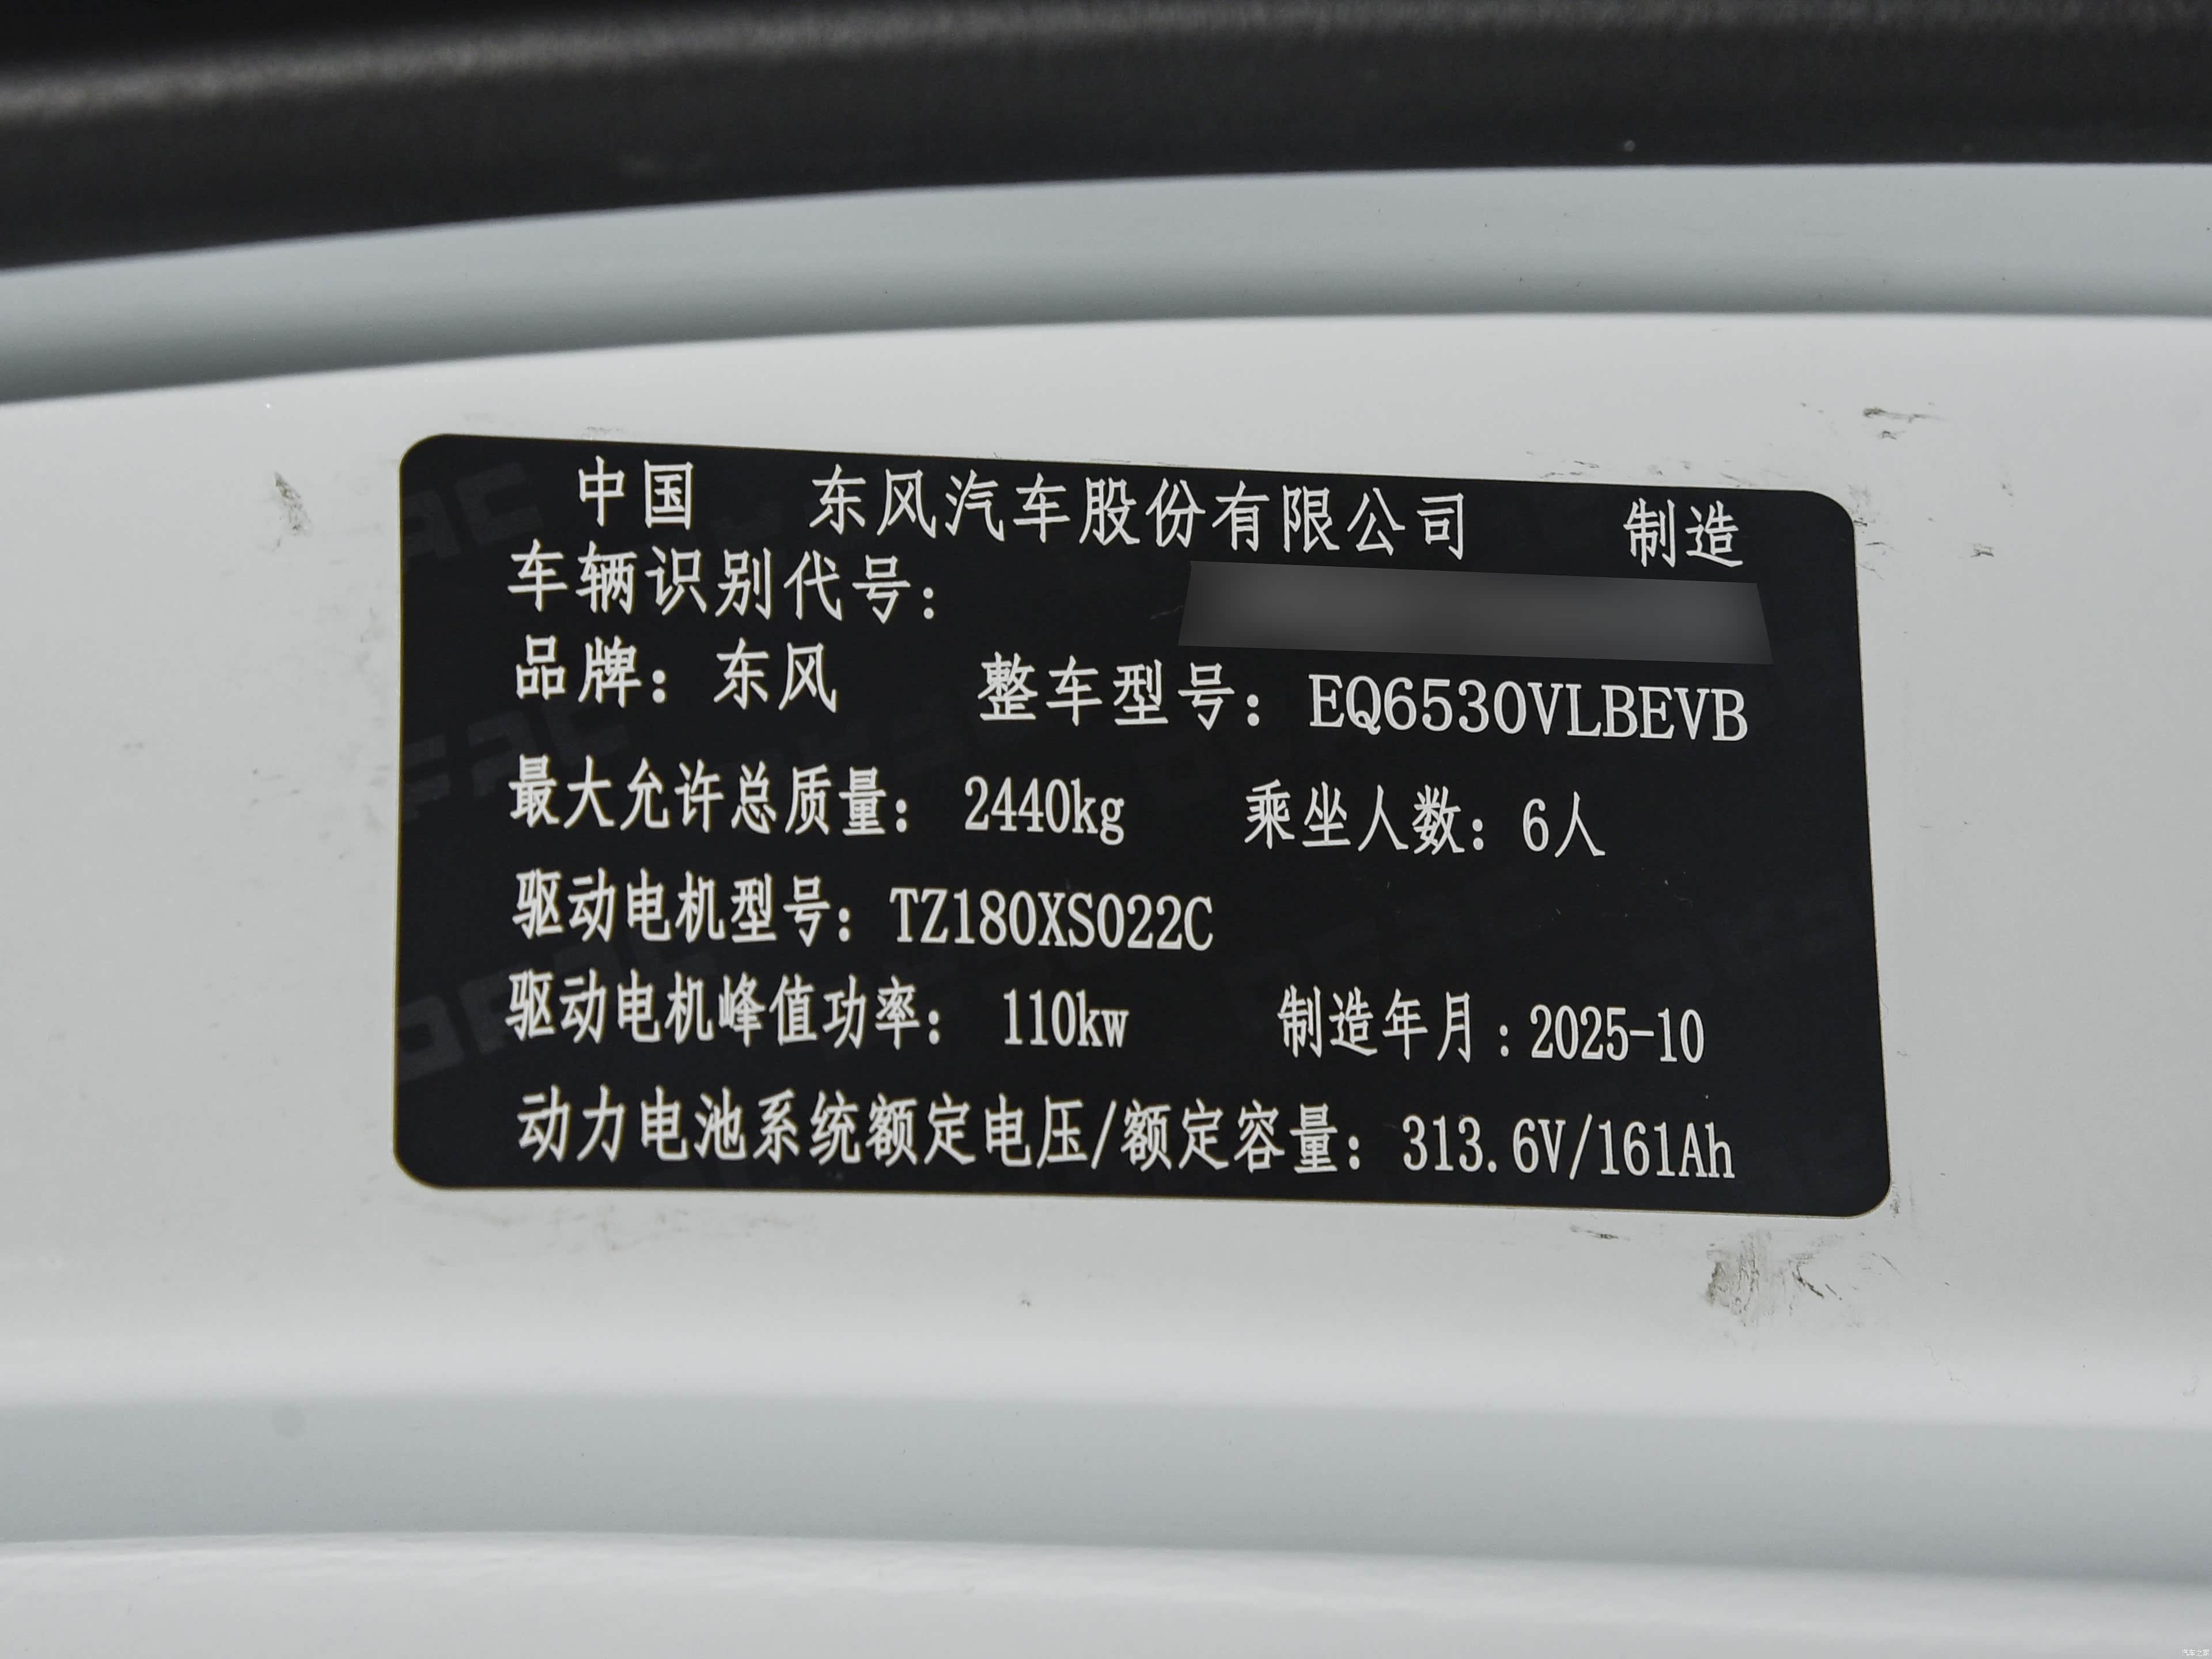 中国 东风汽车股份有限公司 制造
车辆识别代号：
品牌：东风 整车型号：EQ6530VLBEVB
最大允许总质量：2440kg 乘坐人数：6人
驱动电机型号：TZ180XS022C
驱动电机峰值功率：110kw 制造年月：2025-10
动力电池系统额定电压/额定容量：313.6V/161Ah
汽车之家